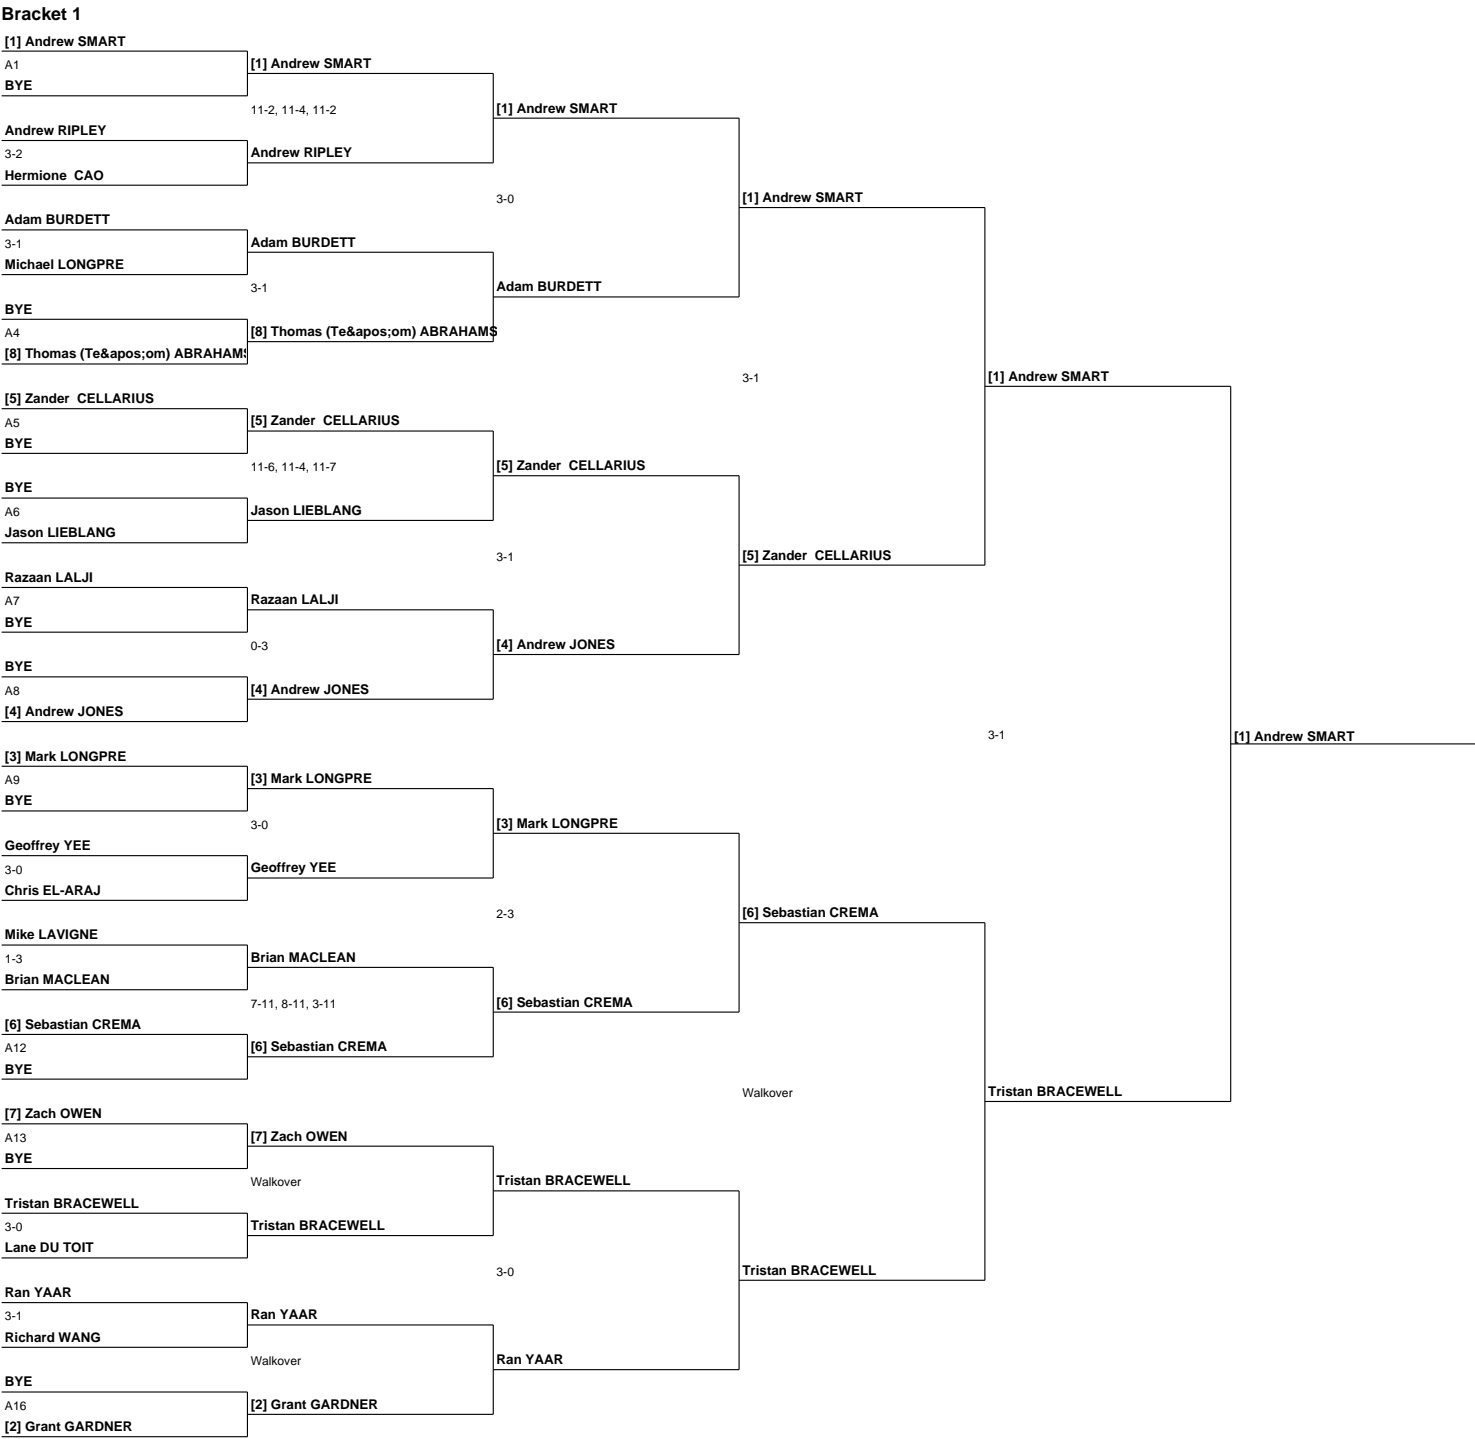 Bracket 1
[1] Andrew SMART
A1
BYE
Andrew RIPLEY
3-2
Hermione  CAO
Adam BURDETT
3-1
Michael LONGPRE
BYE
A4
[8] Thomas (Te&apos;om) ABRAHAMS
[5] Zander  CELLARIUS
A5
BYE
BYE
A6
Jason LIEBLANG
Razaan LALJI
A7
BYE
BYE
A8
[4] Andrew JONES
[3] Mark LONGPRE
A9
BYE
Geoffrey YEE
3-0
Chris EL-ARAJ
Mike LAVIGNE
1-3
Brian MACLEAN
[6] Sebastian CREMA
A12
BYE
[7] Zach OWEN
A13
BYE
Tristan BRACEWELL
3-0
Lane DU TOIT
Ran YAAR
3-1
Richard WANG
BYE
A16
[2] Grant GARDNER
[1] Andrew SMART
11-2, 11-4, 11-2
Andrew RIPLEY
Adam BURDETT
3-1
[8] Thomas (Te&apos;om) ABRAHAMS
[5] Zander  CELLARIUS
11-6, 11-4, 11-7
Jason LIEBLANG
Razaan LALJI
0-3
[4] Andrew JONES
[3] Mark LONGPRE
3-0
Geoffrey YEE
Brian MACLEAN
7-11, 8-11, 3-11
[6] Sebastian CREMA
[7] Zach OWEN
Walkover
Tristan BRACEWELL
Ran YAAR
Walkover
[2] Grant GARDNER
[1] Andrew SMART
3-0
Adam BURDETT
[5] Zander  CELLARIUS
3-1
[4] Andrew JONES
[3] Mark LONGPRE
2-3
[6] Sebastian CREMA
Tristan BRACEWELL
3-0
Ran YAAR
[1] Andrew SMART
3-1
[5] Zander  CELLARIUS
[6] Sebastian CREMA
Walkover
Tristan BRACEWELL
[1] Andrew SMART
3-1
Tristan BRACEWELL
[1] Andrew SMART